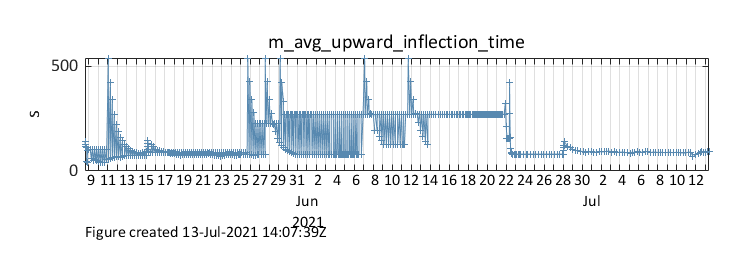 m_avg_upward_inflection_time
500
s
0
9 11 13 15 17 19 21 23 25 27 29 31 2 4 6 8 10 12 14 16 18 20 22 24 26 28 30 2 4 6 8 10 12
Jun Jul
2021
Figure created 13-Jul-2021 14:07:39Z